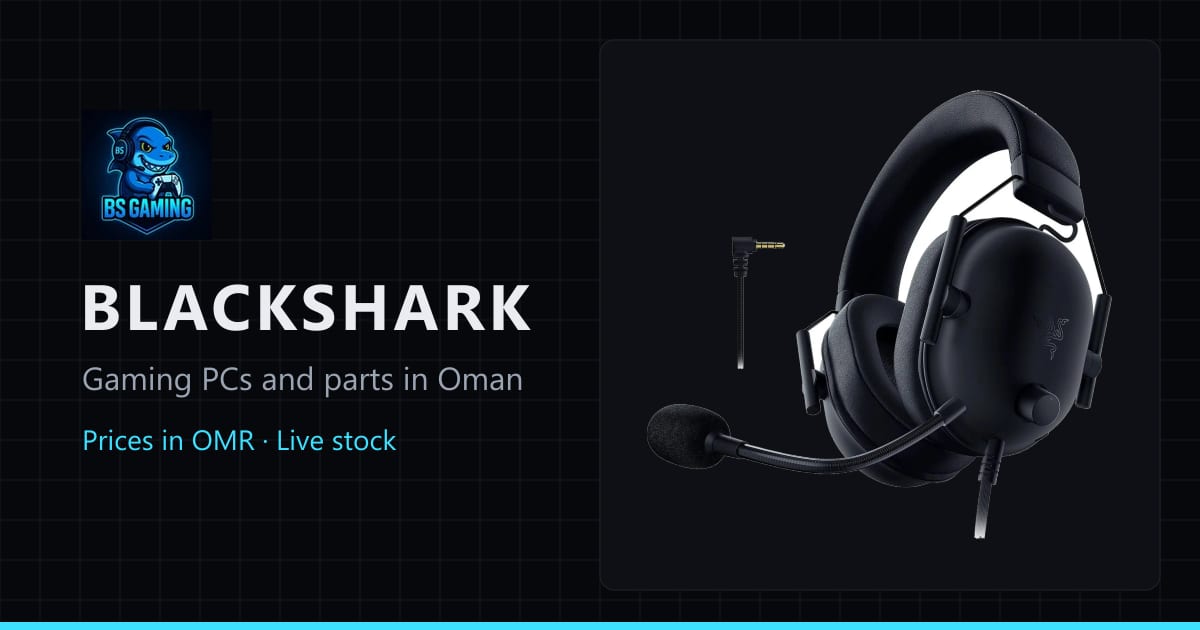 BS
BS GAMING
BLACKSHARK
Gaming PCs and parts in Oman
Prices in OMR · Live stock